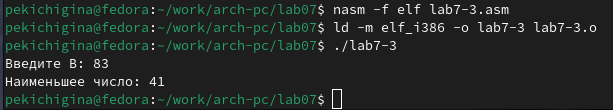 pekichigina@fedora:~/work/arch-pc/lab07$ nasm -f elf lab7-3.asm
pekichigina@fedora:~/work/arch-pc/lab07$ ld -m elf_i386 -o lab7-3 lab7-3.o
pekichigina@fedora:~/work/arch-pc/lab07$ ./lab7-3
Введите В: 83
Наименьшее число: 41
pekichigina@fedora:~/work/arch-pc/lab07$